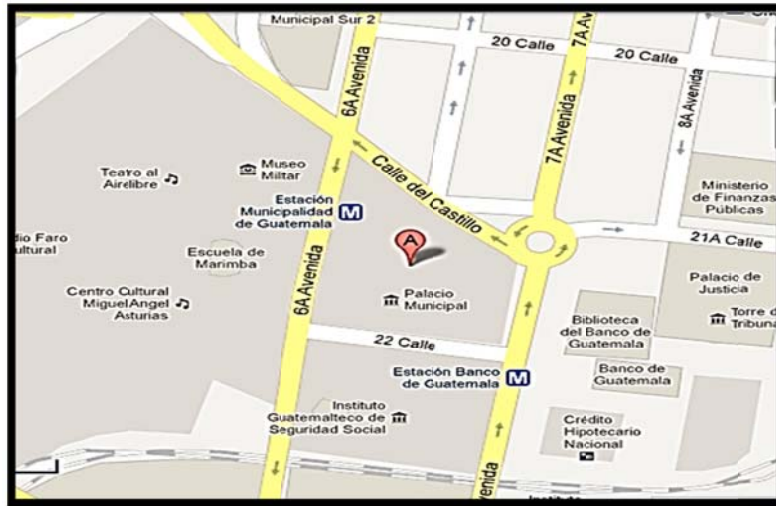 Municipal Sur 2
6A Avenida
7A Avenida
20 Calle
20 Calle
8A Avenida
7A Avenida
Calle del Castillo
Teatro al
Airelibre
Museo
Militar
Ministerio
de Finanzas
Públicas
Estación
Municipalidad
de Guatemala
M
A
21A Calle
dio Faro
ultural
Escuela de
Marimba
Centro Cultural
MiguelAngel
Asturias
6A Avenida
Palacio
Municipal
Palacio de
Justicia
Torre d
Tribuna
Biblioteca
del Banco de
Guatemala
22 Calle
Estación Banco
de Guatemala
M
Banco de
Guatemala
Instituto
Guatemalteco de
Seguridad Social
Crédito
Hipotecario
Nacional
venida